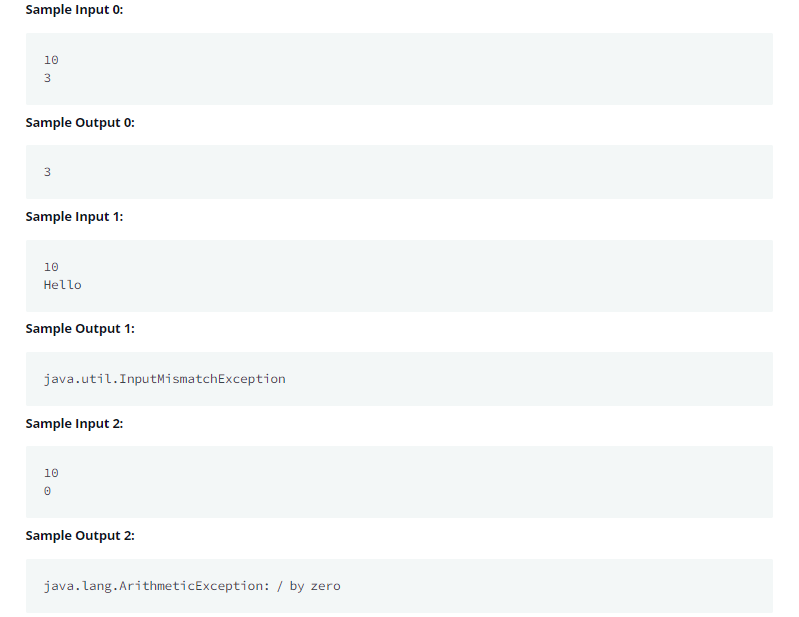 Sample Input 0:
10
3
Sample Output 0:
3
Sample Input 1:
10
Hello
Sample Output 1:
java.util.InputMismatchException
Sample Input 2:
10
0
Sample Output 2:
java.lang.ArithmeticException: / by zero